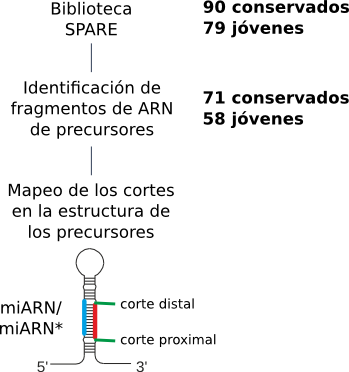 Biblioteca
SPARE
90 conservados
79 jóvenes
Identificación de
fragmentos de ARN
de precursores
71 conservados
58 jóvenes
Mapeo de los cortes
en la estructura de
los precursores
miARN/
miARN*
corte distal
corte proximal
5'
3'